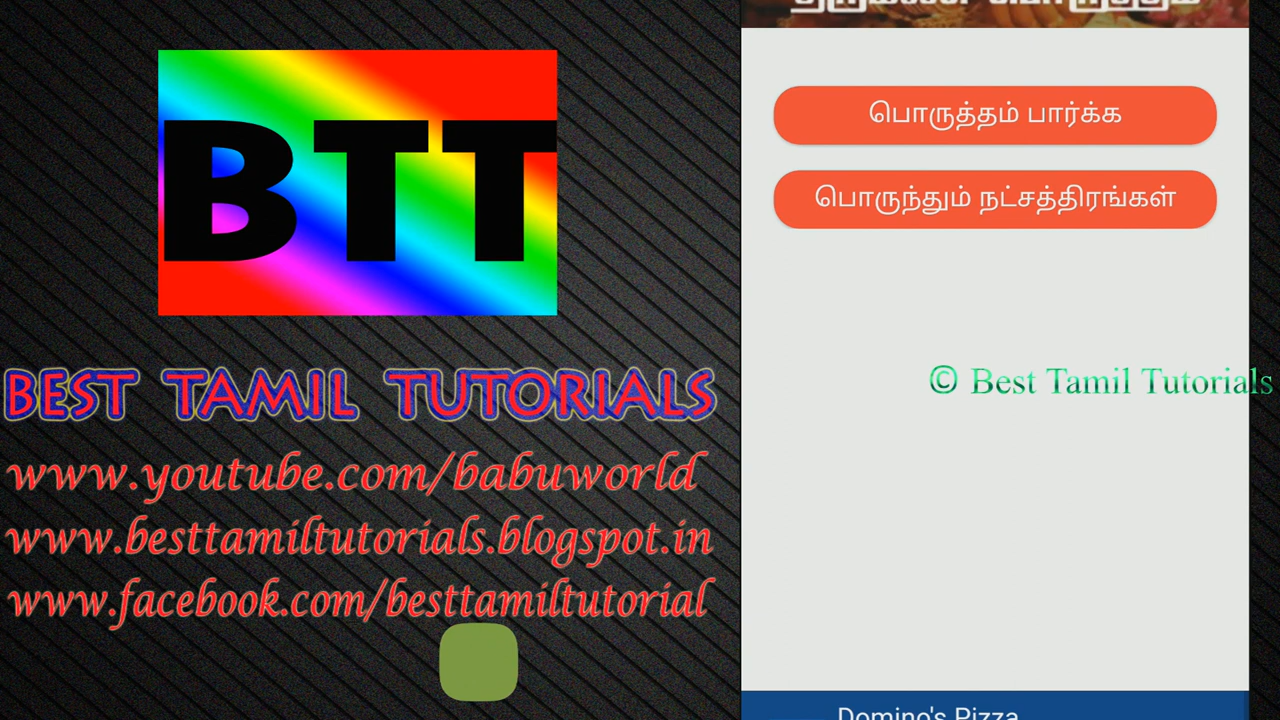 BTT
BEST TAMIL TUTORIALS
www.youtube.com/babuworld
www.besttamiltutorials.blogspot.in
www.facebook.com/besttamiltutorial
பொருத்தம் பார்க்க
பொருந்தும் நட்சத்திரங்கள்
© Best Tamil Tutorials
Domino's Pizza